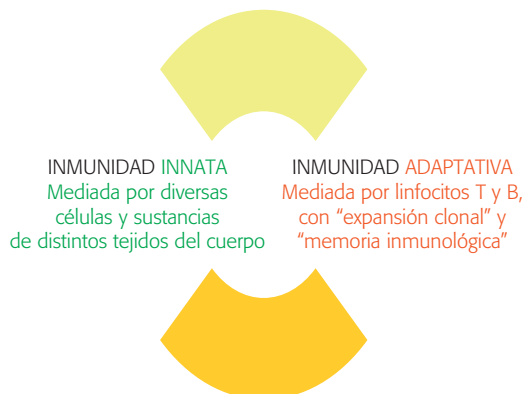 INMUNIDAD INNATA
Mediada por diversas
células y sustancias
de distintos tejidos del cuerpo
INMUNIDAD ADAPTATIVA
Mediada por linfocitos T y B,
con “expansión clonal” y
“memoria inmunológica”